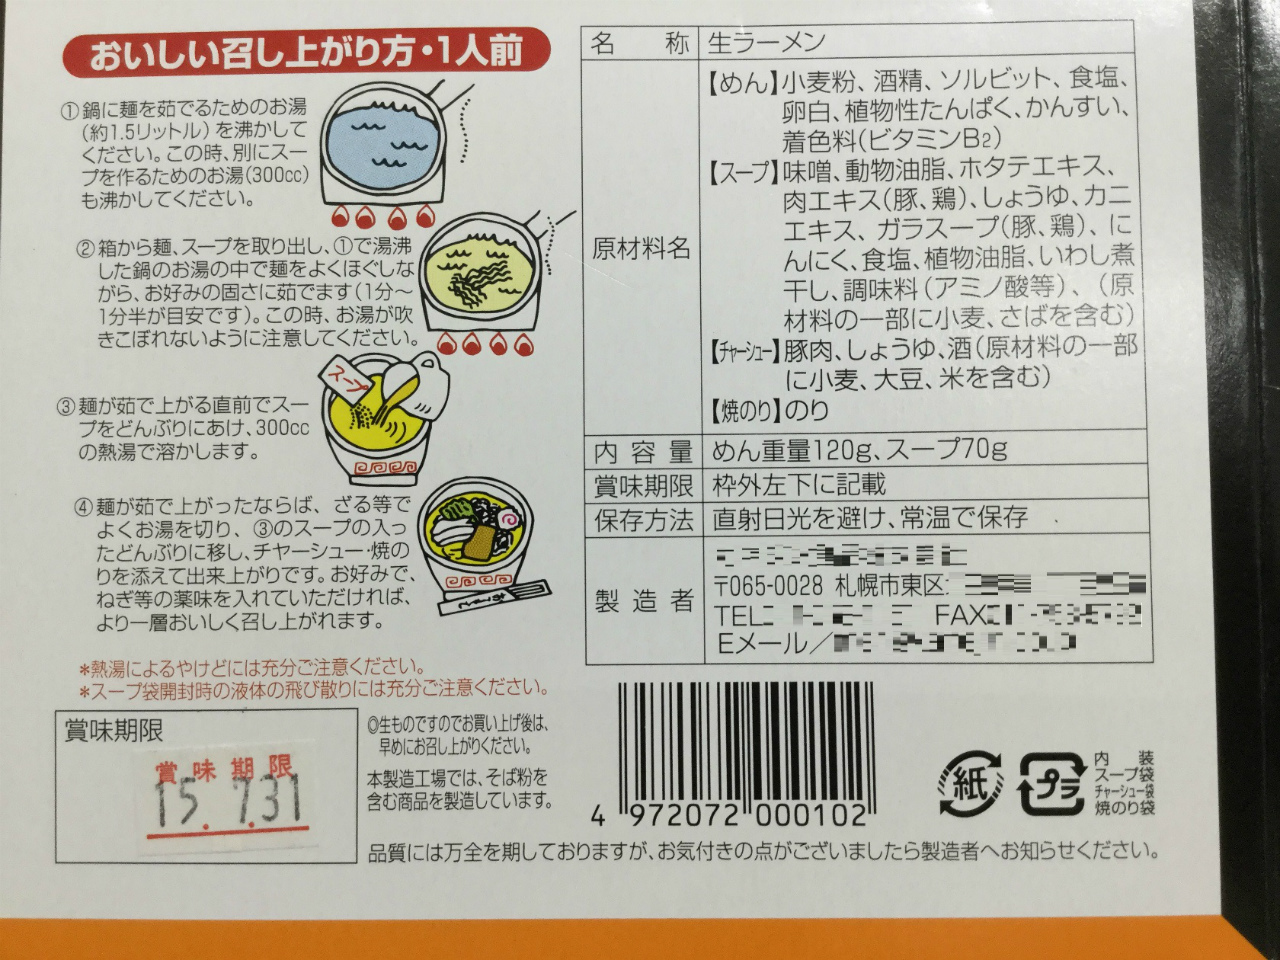 おいしい召し上がり方・1人前
①鍋に麺を茹でるためのお湯
(約1.5リットル)を沸かして
ください。この時、別にスー
プを作るためのお湯(300cc)
も沸かしてください。
②箱から麺、スープを取り出し、①で湯沸
した鍋のお湯の中で麺をよくほぐしな
がら、お好みの固さに茹でます(1分〜
1分半が目安です)。この時、お湯が吹
きこぼれないように注意してください。
スープ
③麺が茹で上がる直前でスー
プをどんぶりにあけ、300cc
の熱湯で溶かします。
④麺が茹で上がったならば、ざる等で
よくお湯を切り、③のスープの入っ
たどんぶりに移し、チャーシュー・焼の
りを添えて出来上がりです。お好みで、
ねぎ等の薬味を入れていただければ、
より一層おいしく召し上がれます。
*熱湯によるやけどには充分ご注意ください。
*スープ袋開封時の液体の飛び散りには充分ご注意ください。
賞味期限
賞味期限
15.7.31
◎生ものですのでお買い上げ後は、
早めにお召し上がりください。
本製造工場では、そば粉を
含む商品を製造しています。
名称 生ラーメン
原材料名
【めん】小麦粉、酒精、ソルビット、食塩、
卵白、植物性たんぱく、かんすい、
着色料(ビタミンB2)
【スープ】味噌、動物油脂、ホタテエキス、
肉エキス(豚、鶏)、しょうゆ、カニ
エキス、ガラスープ(豚、鶏)、に
んにく、食塩、植物油脂、いわし煮
干し、調味料(アミノ酸等)、(原
材料の一部に小麦、さばを含む)
【チャーシュー】豚肉、しょうゆ、酒(原材料の一部
に小麦、大豆、米を含む)
【焼のり】のり
内容量 めん重量120g、スープ70g
賞味期限 枠外左下に記載
保存方法 直射日光を避け、常温で保存
製造者
〒065-0028 札幌市東区
TEL FAX
Eメール/
4 972072 000102
紙
プラ
内装
スープ袋
チャーシュー袋
焼のり袋
品質には万全を期しておりますが、お気付きの点がございましたら製造者へお知らせください。